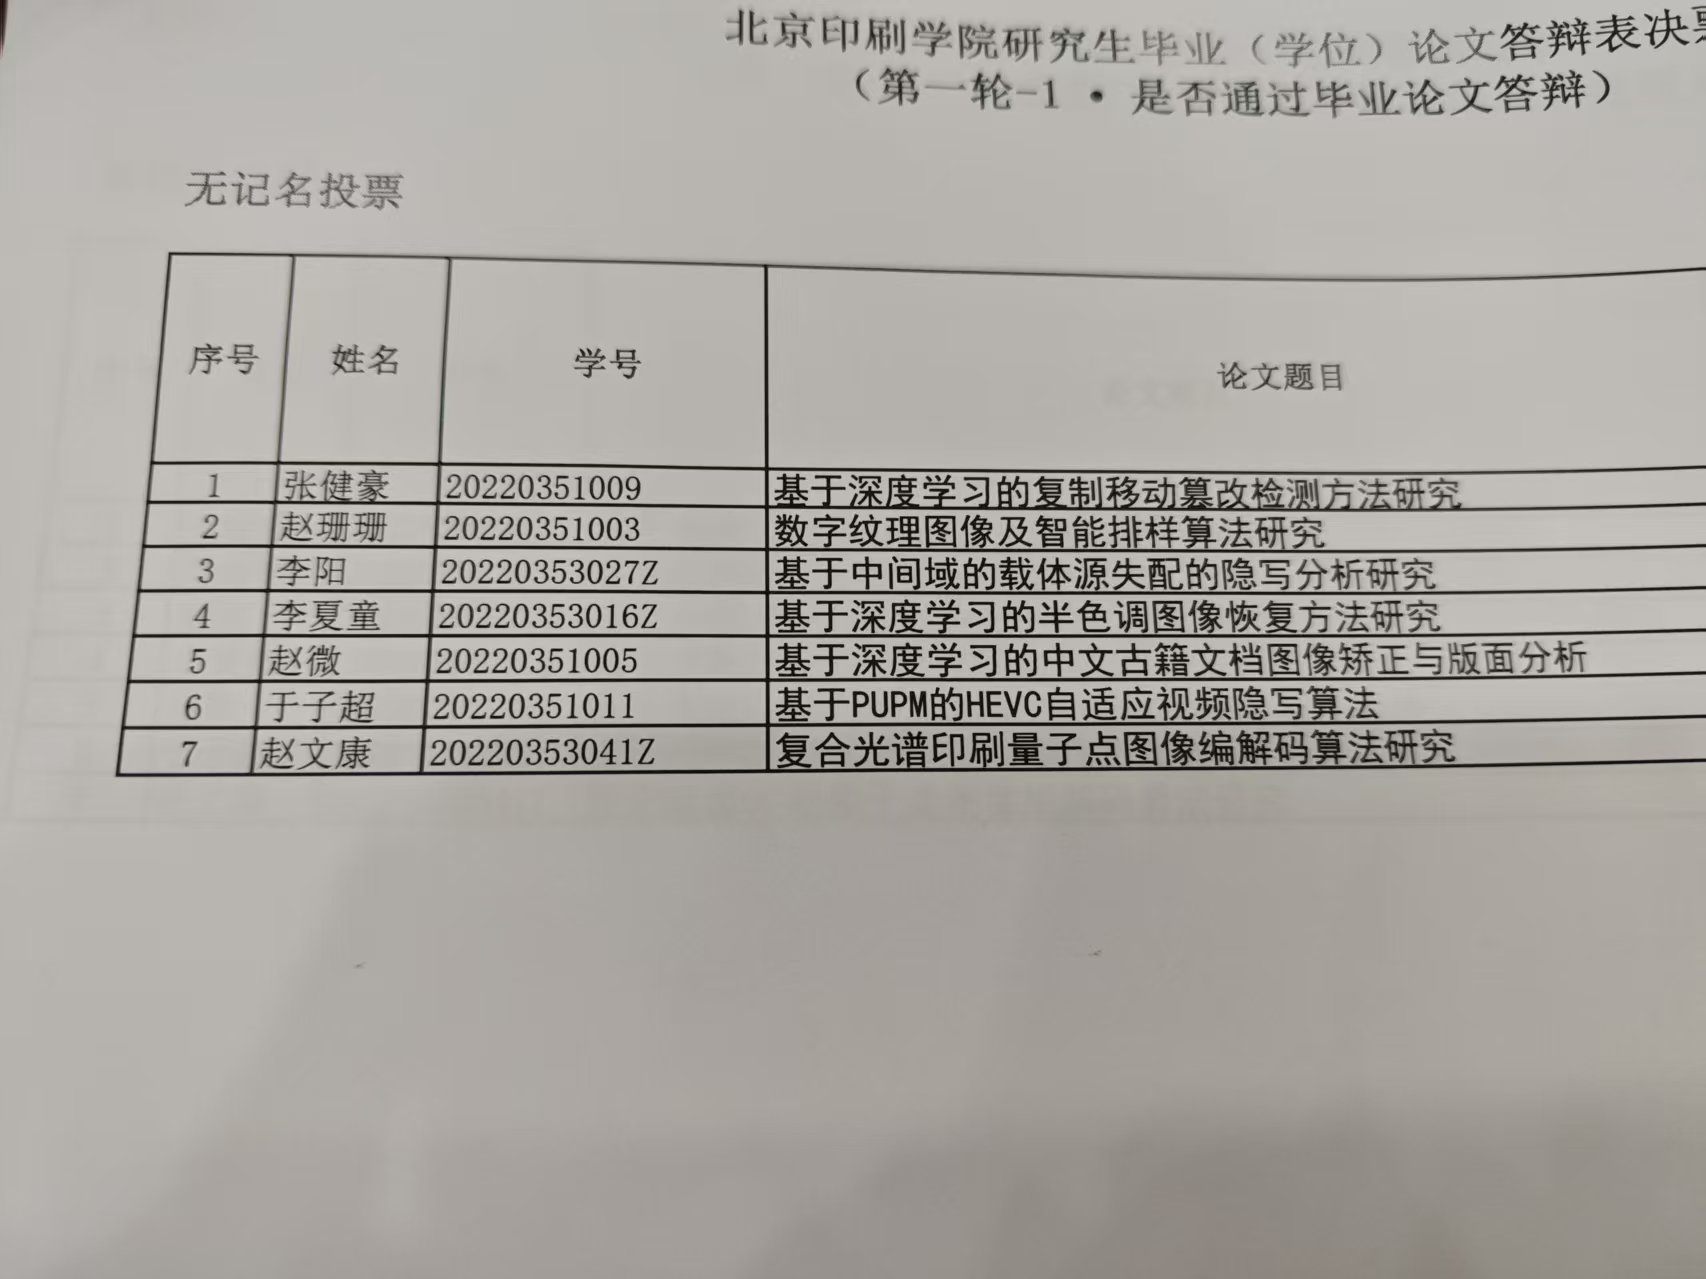 北京印刷学院研究生毕业（学位）论文答辩表决票
（第一轮-1 • 是否通过毕业论文答辩）
无记名投票
序号 姓名 学号 论文题目
1 张健豪 20220351009 基于深度学习的复制移动篡改检测方法研究
2 赵珊珊 20220351003 数字纹理图像及智能排样算法研究
3 李阳 20220353027Z 基于中间域的载体源失配的隐写分析研究
4 李夏童 20220353016Z 基于深度学习的半色调图像恢复方法研究
5 赵微 20220351005 基于深度学习的中文古籍文档图像矫正与版面分析
6 于子超 20220351011 基于PUPM的HEVC自适应视频隐写算法
7 赵文康 20220353041Z 复合光谱印刷量子点图像编解码算法研究